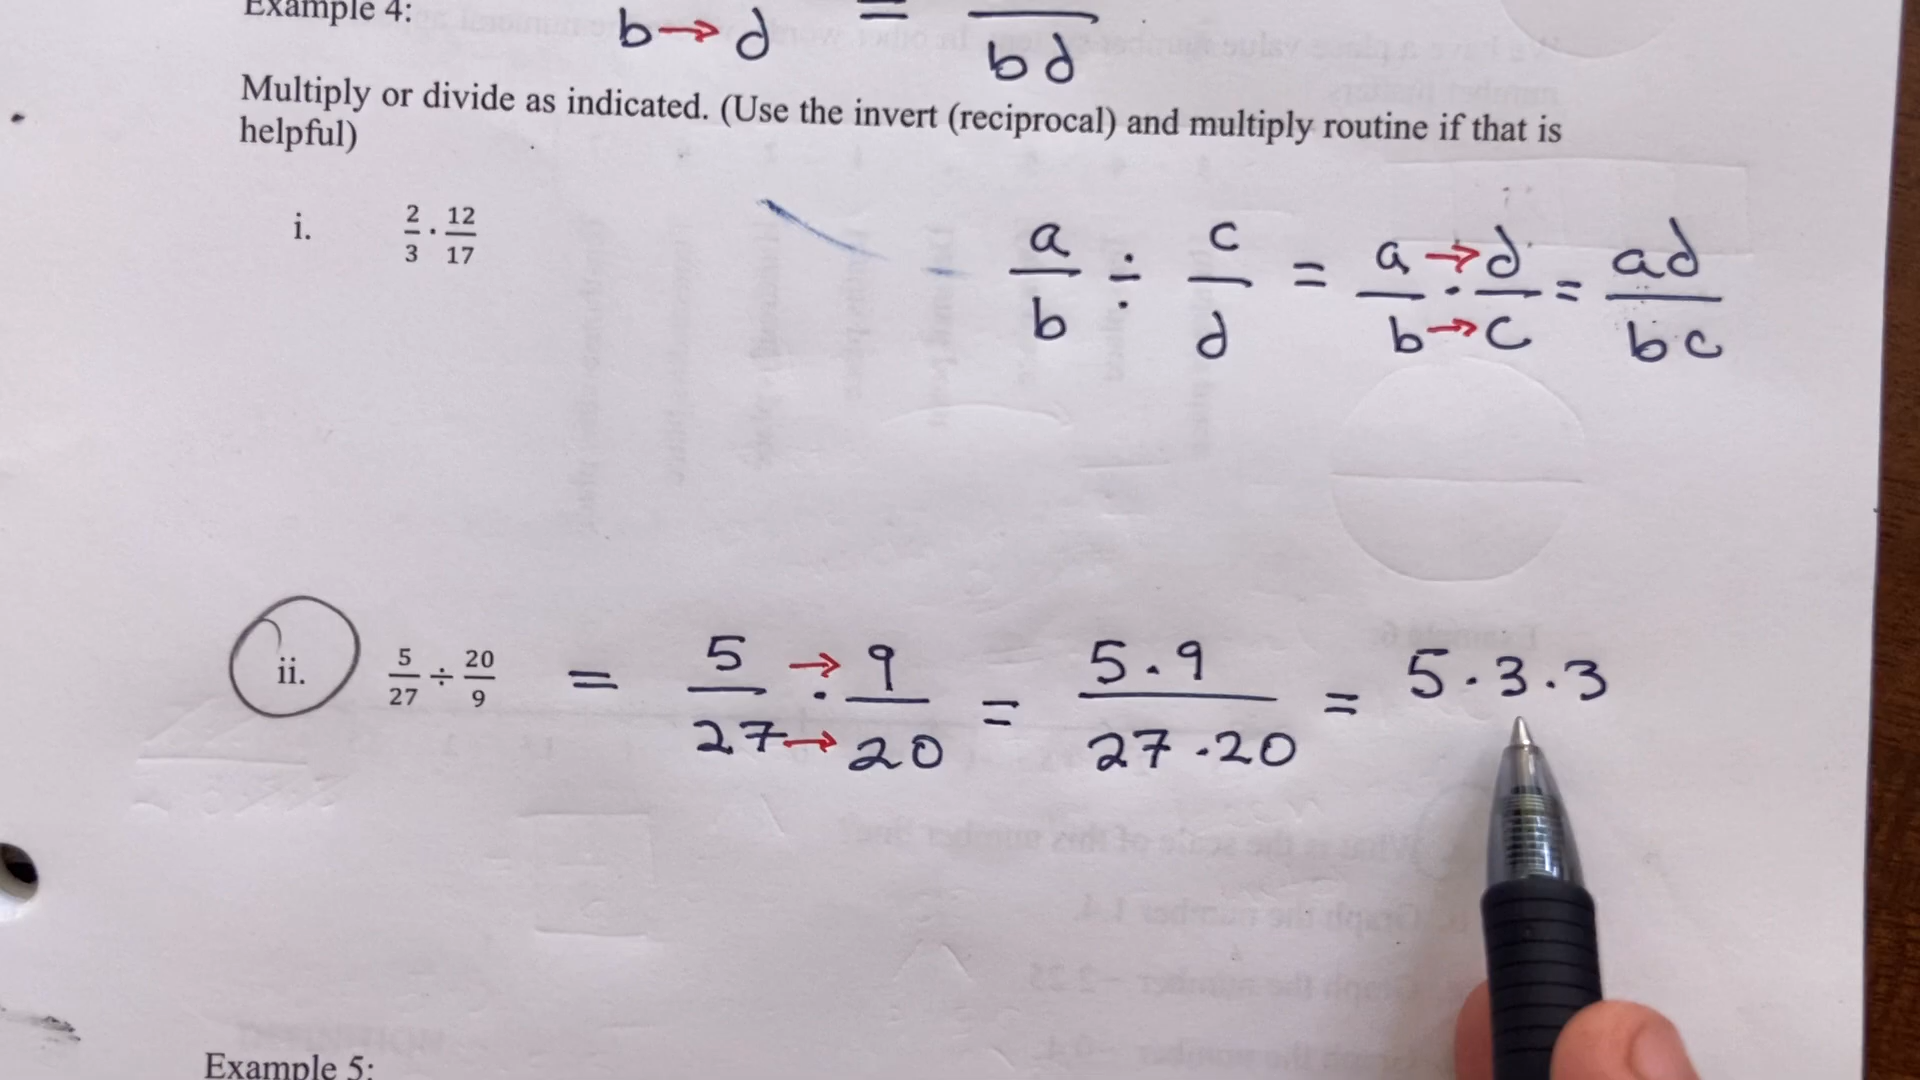 Example 4:
b → d = bd
Multiply or divide as indicated. (Use the invert (reciprocal) and multiply routine if that is
helpful)
i. 2/3 · 12/17
a/b ÷ c/d = a/b → · → d/c = ad/bc
ii. 5/27 ÷ 20/9 = 5/27 → · → 9/20 = 5·9/27·20 = 5·3·3
Example 5: